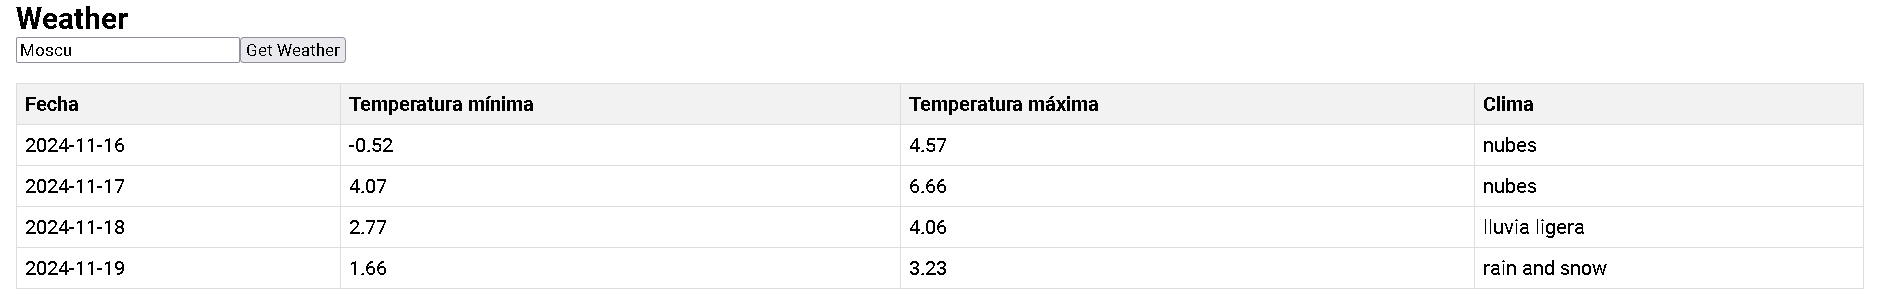 Weather
Moscu Get Weather
Fecha Temperatura mínima Temperatura máxima Clima
2024-11-16 -0.52 4.57 nubes
2024-11-17 4.07 6.66 nubes
2024-11-18 2.77 4.06 lluvia ligera
2024-11-19 1.66 3.23 rain and snow